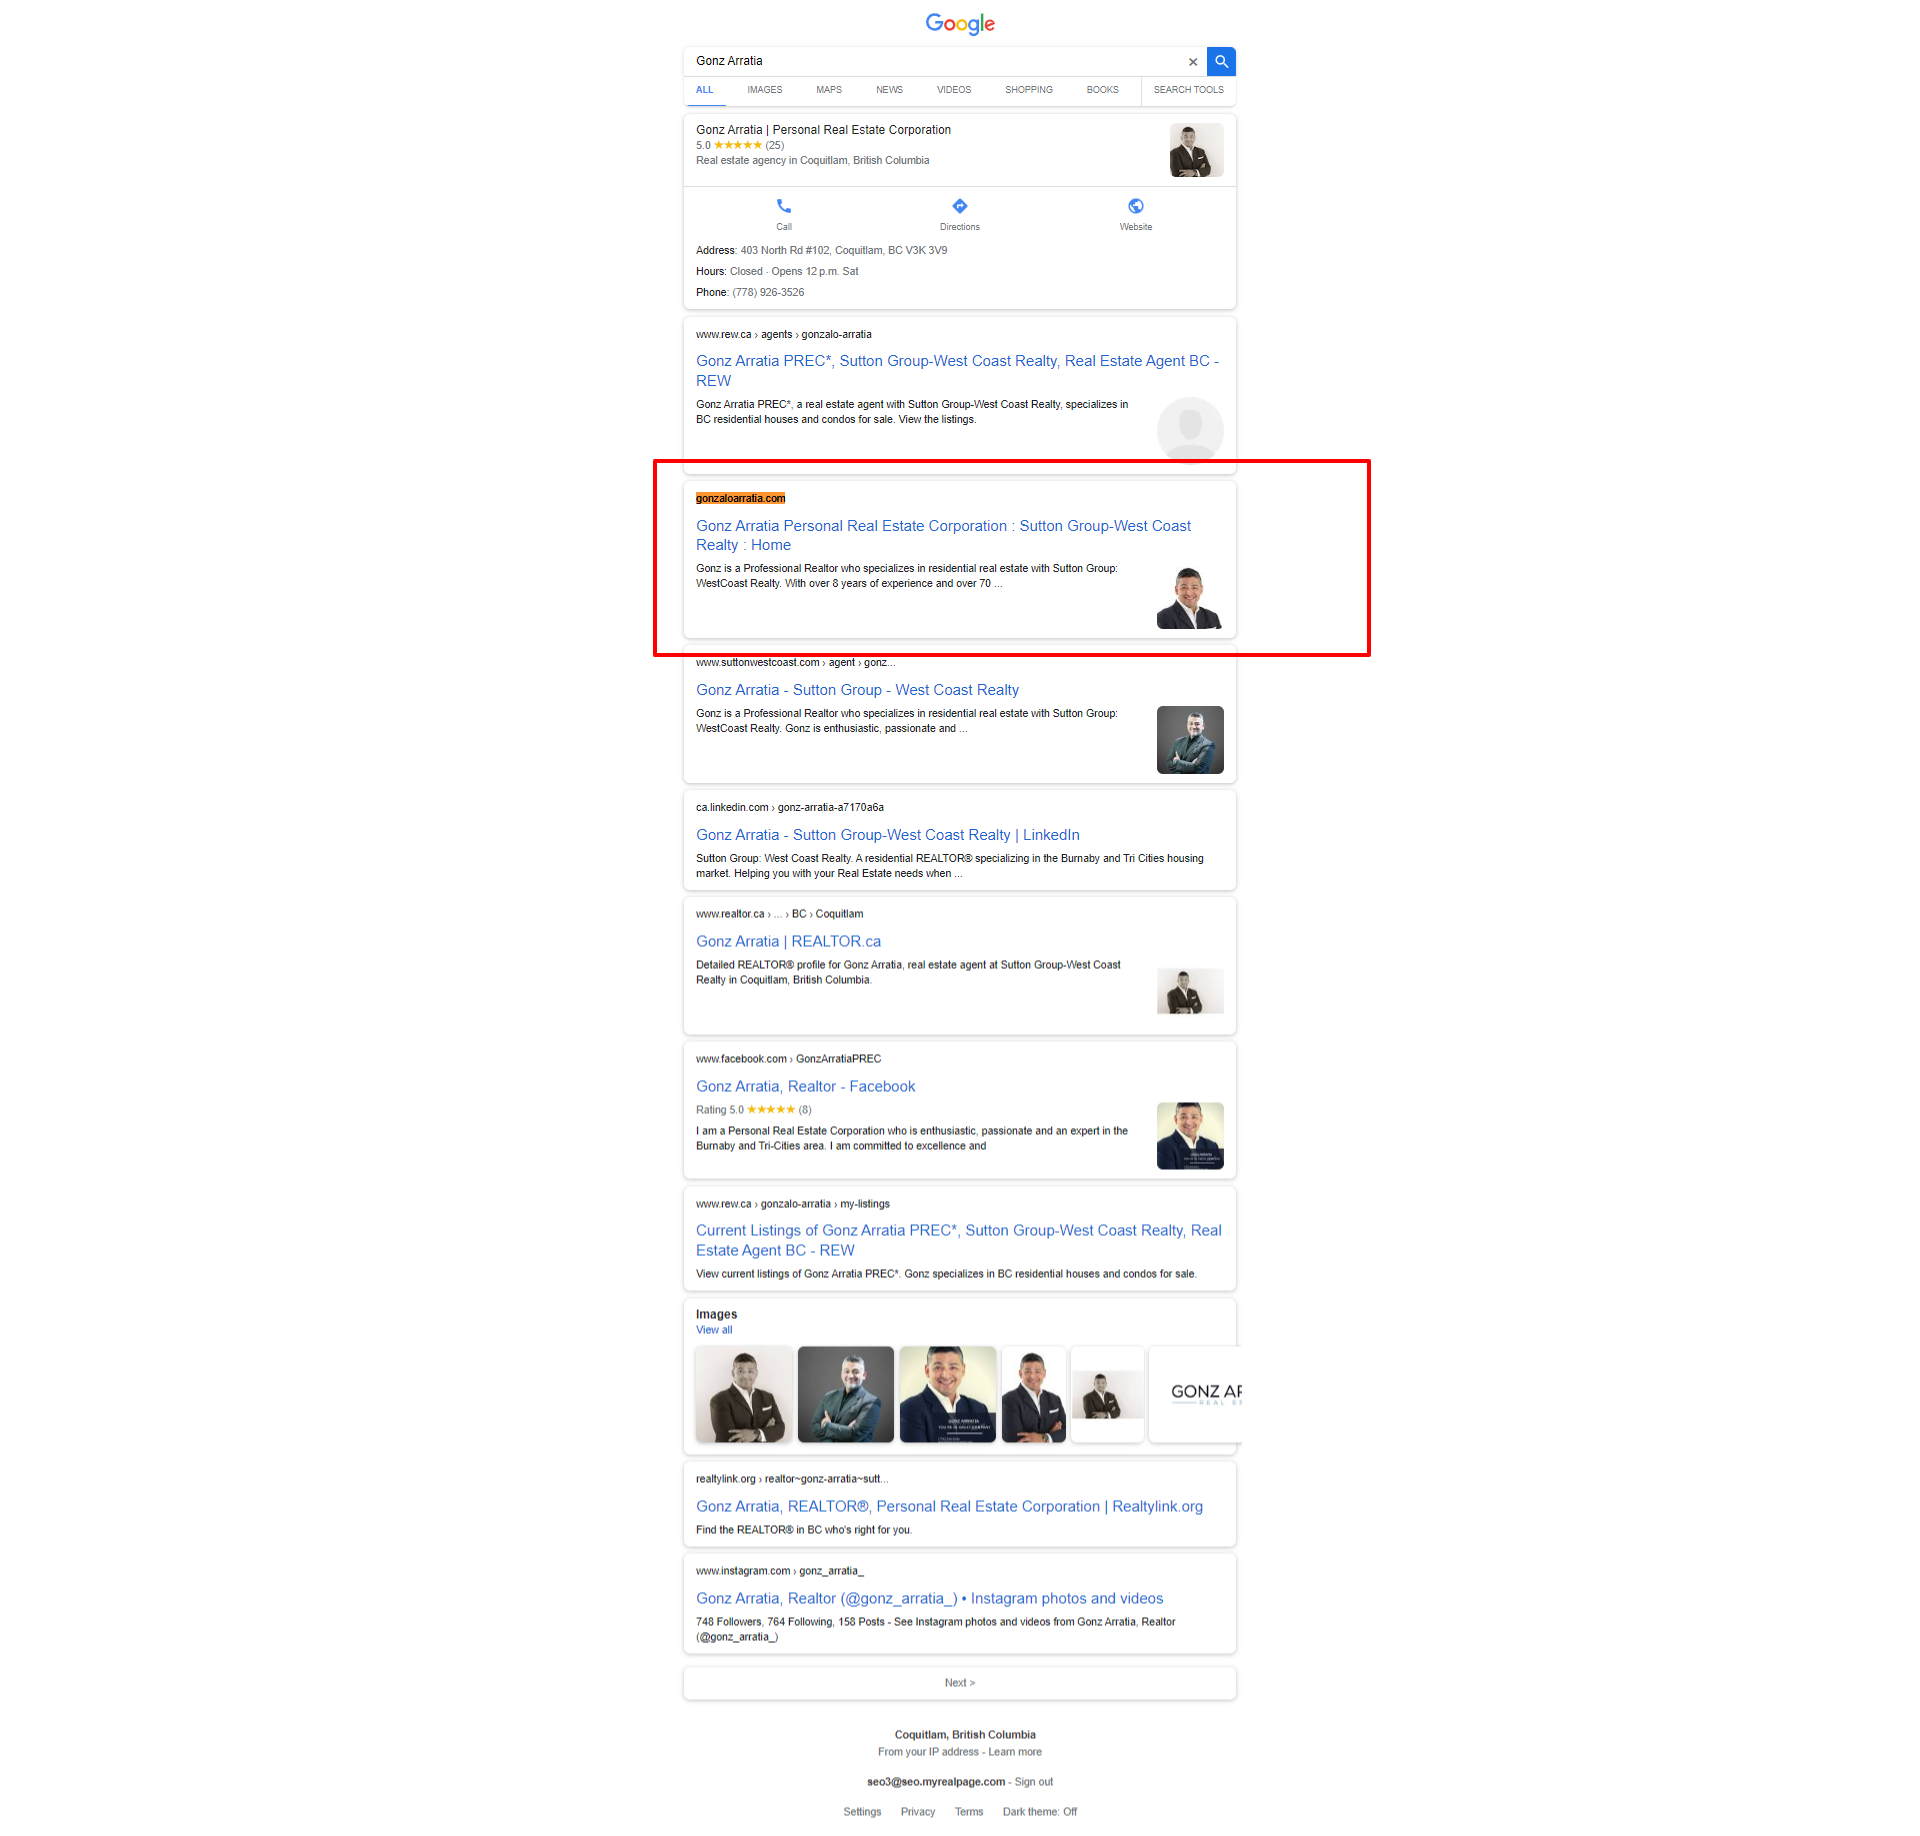 Google
Gonz Arratia
ALL IMAGES MAPS NEWS VIDEOS SHOPPING BOOKS SEARCH TOOLS
Gonz Arratia | Personal Real Estate Corporation
5.0 ★★★★★ (25)
Real estate agency in Coquitlam, British Columbia
Call Directions Website
Address: 403 North Rd #102, Coquitlam, BC V3K 3V9
Hours: Closed · Opens 12 p.m. Sat
Phone: (778) 926-3526
www.rew.ca › agents › gonzalo-arratia
Gonz Arratia PREC*, Sutton Group-West Coast Realty, Real Estate Agent BC -
REW
Gonz Arratia PREC*, a real estate agent with Sutton Group-West Coast Realty, specializes in
BC residential houses and condos for sale. View the listings.
gonzaloarratia.com
Gonz Arratia Personal Real Estate Corporation : Sutton Group-West Coast
Realty : Home
Gonz is a Professional Realtor who specializes in residential real estate with Sutton Group:
WestCoast Realty. With over 8 years of experience and over 70 ...
www.suttonwestcoast.com › agent › gonz...
Gonz Arratia - Sutton Group - West Coast Realty
Gonz is a Professional Realtor who specializes in residential real estate with Sutton Group:
WestCoast Realty. Gonz is enthusiastic, passionate and ...
ca.linkedin.com › gonz-arratia-a7170a6a
Gonz Arratia - Sutton Group-West Coast Realty | LinkedIn
Sutton Group: West Coast Realty. A residential REALTOR® specializing in the Burnaby and Tri Cities housing
market. Helping you with your Real Estate needs when ...
www.realtor.ca › ... › BC › Coquitlam
Gonz Arratia | REALTOR.ca
Detailed REALTOR® profile for Gonz Arratia, real estate agent at Sutton Group-West Coast
Realty in Coquitlam, British Columbia.
www.facebook.com › GonzArratiaPREC
Gonz Arratia, Realtor - Facebook
Rating 5.0 ★★★★★ (8)
I am a Personal Real Estate Corporation who is enthusiastic, passionate and an expert in the
Burnaby and Tri-Cities area. I am committed to excellence and
www.rew.ca › gonzalo-arratia › my-listings
Current Listings of Gonz Arratia PREC*, Sutton Group-West Coast Realty, Real
Estate Agent BC - REW
View current listings of Gonz Arratia PREC*. Gonz specializes in BC residential houses and condos for sale.
Images
View all
GONZ ARRATIA
GONZ AR
REAL ES
realtylink.org › realtor~gonz-arratia~sutt...
Gonz Arratia, REALTOR®, Personal Real Estate Corporation | Realtylink.org
Find the REALTOR® in BC who's right for you.
www.instagram.com › gonz_arratia_
Gonz Arratia, Realtor (@gonz_arratia_) • Instagram photos and videos
748 Followers, 764 Following, 158 Posts - See Instagram photos and videos from Gonz Arratia, Realtor
(@gonz_arratia_)
Next >
Coquitlam, British Columbia
From your IP address - Learn more
seo3@seo.myrealpage.com - Sign out
Settings Privacy Terms Dark theme: Off